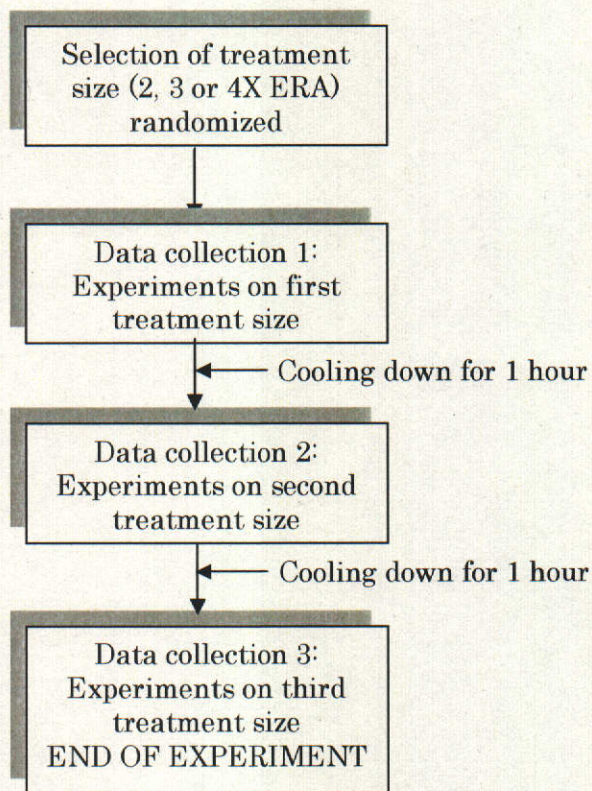 Selection of treatment
size (2, 3 or 4X ERA)
randomized
Data collection 1:
Experiments on first
treatment size
Cooling down for 1 hour
Data collection 2:
Experiments on second
treatment size
Cooling down for 1 hour
Data collection 3:
Experiments on third
treatment size
END OF EXPERIMENT